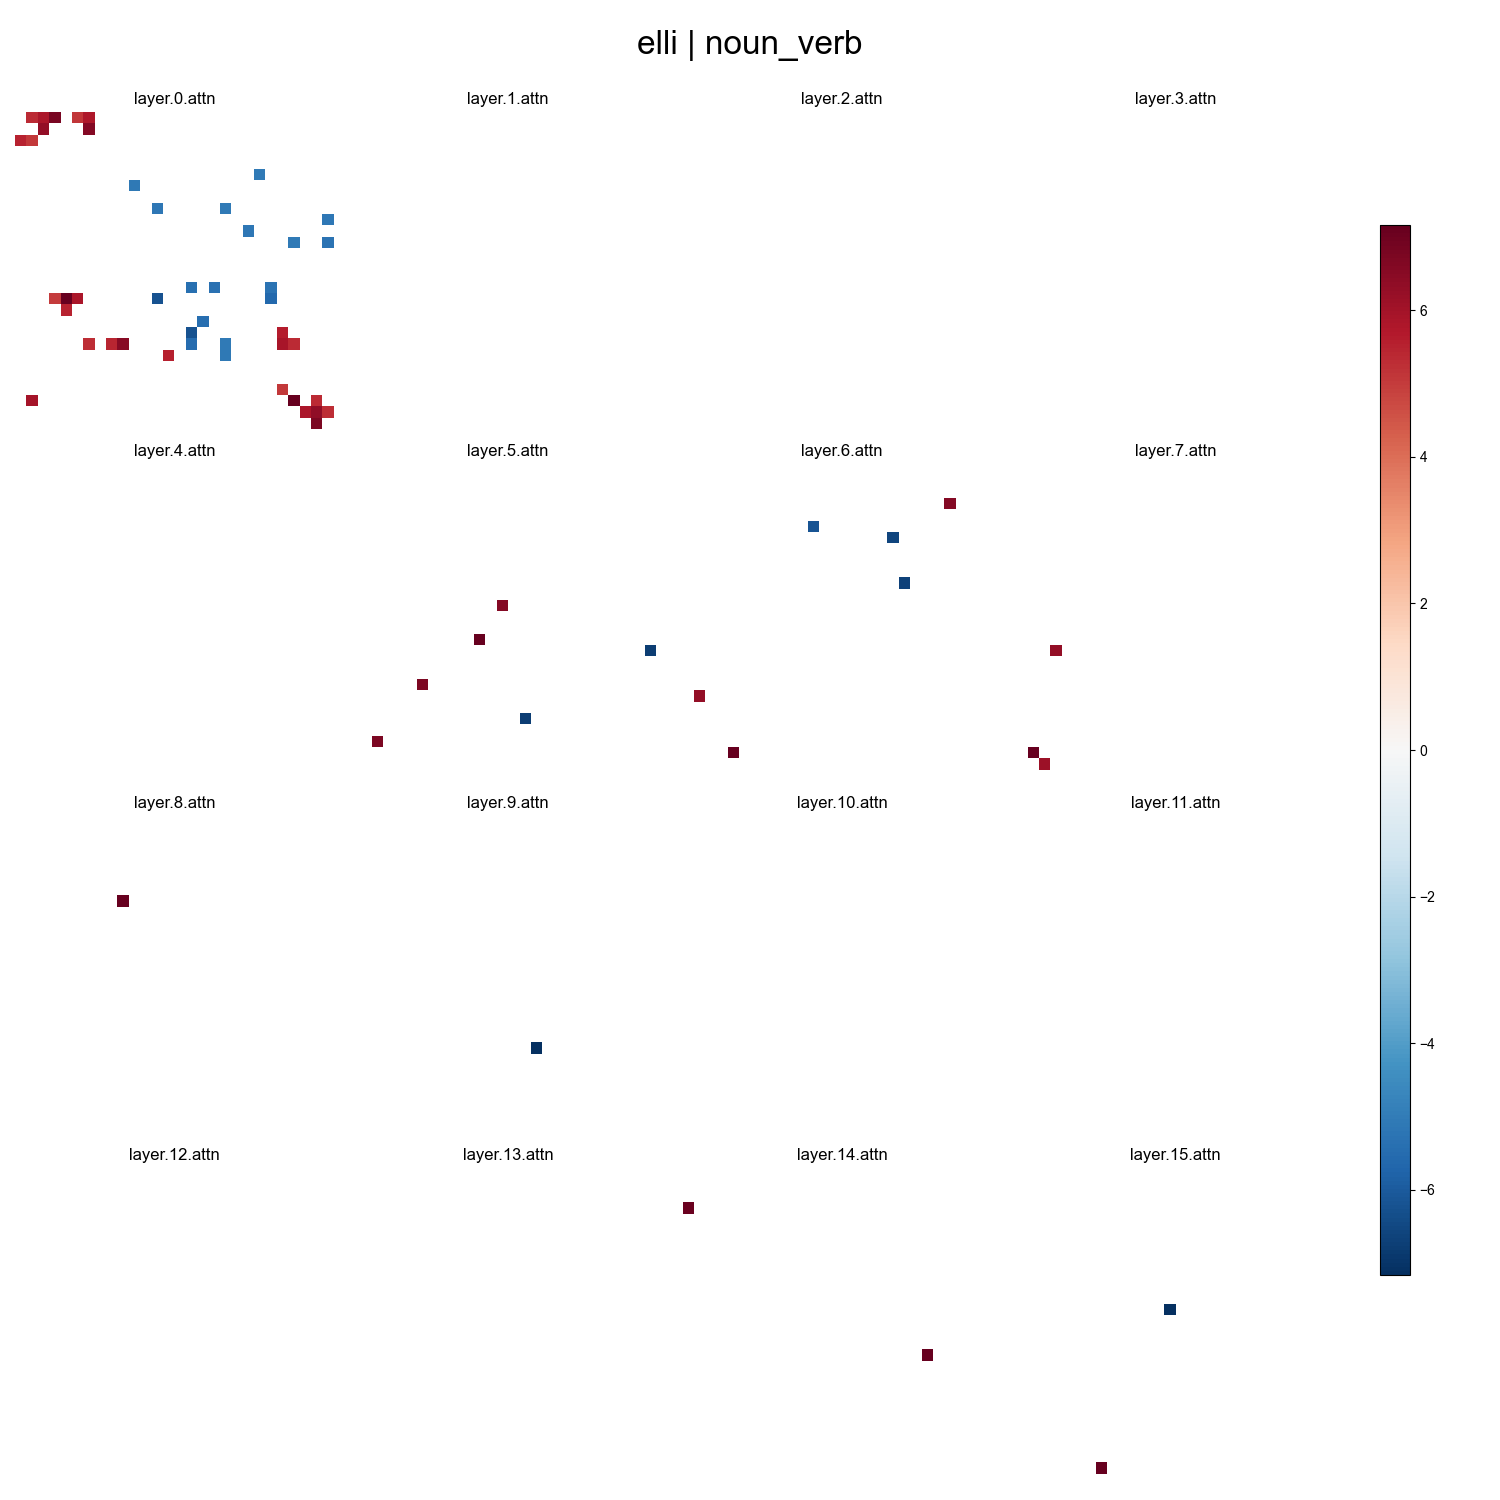 elli | noun_verb
layer.0.attn layer.1.attn layer.2.attn layer.3.attn
layer.4.attn layer.5.attn layer.6.attn layer.7.attn
layer.8.attn layer.9.attn layer.10.attn layer.11.attn
layer.12.attn layer.13.attn layer.14.attn layer.15.attn
6
4
2
0
−2
−4
−6